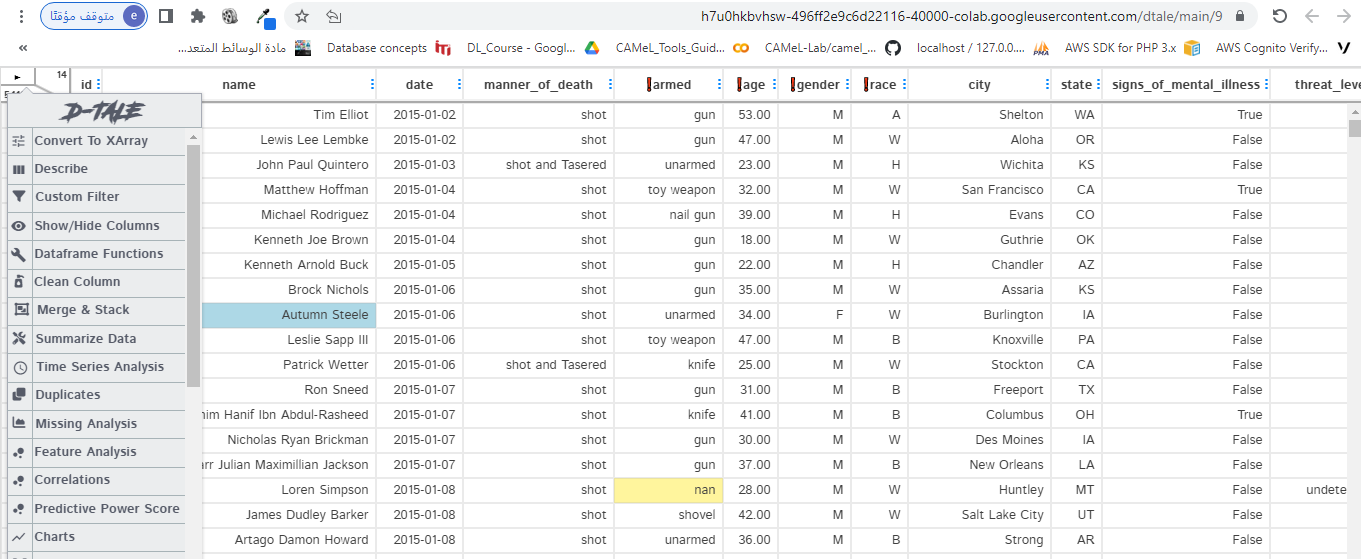 متوقف مؤقتًا e
h7u0hkbvhsw-496ff2e9c6d22116-40000-colab.googleusercontent.com/dtale/main/9
« مادة الوسائط المتعدد... Database concepts DL_Course - Googl... CAMeL_Tools_Guid... CAMeL-Lab/camel_... localhost / 127.0.0.... AWS SDK for PHP 3.x AWS Cognito Verify...
14 id name date manner_of_death armed age gender race city state signs_of_mental_illness threat_leve
D-TALE
Convert To XArray
Describe
Custom Filter
Show/Hide Columns
Dataframe Functions
Clean Column
Merge & Stack
Summarize Data
Time Series Analysis
Duplicates
Missing Analysis
Feature Analysis
Correlations
Predictive Power Score
Charts
Tim Elliot 2015-01-02 shot gun 53.00 M A Shelton WA True
Lewis Lee Lembke 2015-01-02 shot gun 47.00 M W Aloha OR False
John Paul Quintero 2015-01-03 shot and Tasered unarmed 23.00 M H Wichita KS False
Matthew Hoffman 2015-01-04 shot toy weapon 32.00 M W San Francisco CA True
Michael Rodriguez 2015-01-04 shot nail gun 39.00 M H Evans CO False
Kenneth Joe Brown 2015-01-04 shot gun 18.00 M W Guthrie OK False
Kenneth Arnold Buck 2015-01-05 shot gun 22.00 M H Chandler AZ False
Brock Nichols 2015-01-06 shot gun 35.00 M W Assaria KS False
Autumn Steele 2015-01-06 shot unarmed 34.00 F W Burlington IA False
Leslie Sapp III 2015-01-06 shot toy weapon 47.00 M B Knoxville PA False
Patrick Wetter 2015-01-06 shot and Tasered knife 25.00 M W Stockton CA False
Ron Sneed 2015-01-07 shot gun 31.00 M B Freeport TX False
him Hanif Ibn Abdul-Rasheed 2015-01-07 shot knife 41.00 M B Columbus OH True
Nicholas Ryan Brickman 2015-01-07 shot gun 30.00 M W Des Moines IA False
arr Julian Maximillian Jackson 2015-01-07 shot gun 37.00 M B New Orleans LA False
Loren Simpson 2015-01-08 shot nan 28.00 M W Huntley MT False undete
James Dudley Barker 2015-01-08 shot shovel 42.00 M W Salt Lake City UT False
Artago Damon Howard 2015-01-08 shot unarmed 36.00 M B Strong AR False